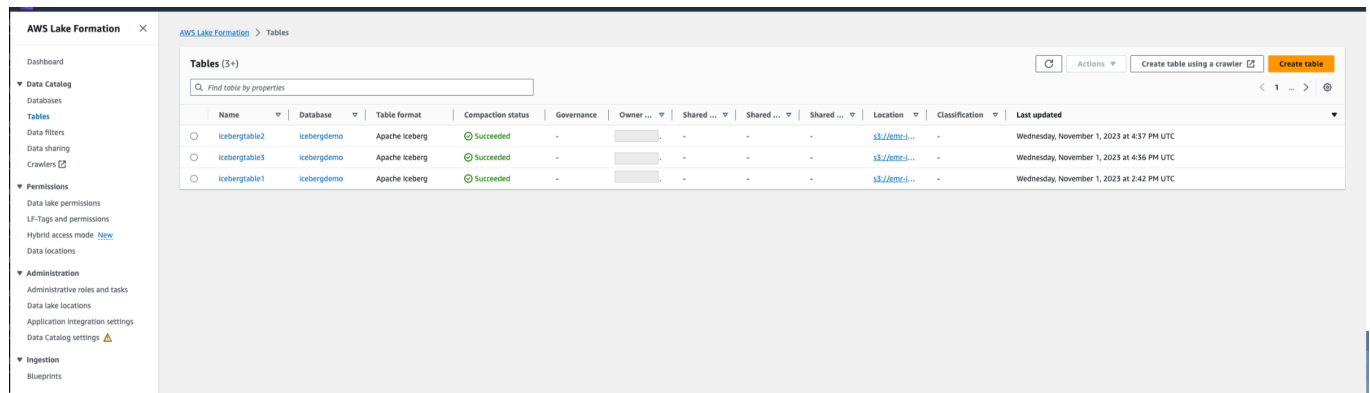 AWS Lake Formation
AWS Lake Formation > Tables
Dashboard
Data Catalog
Databases
Tables
Data filters
Data sharing
Crawlers
Permissions
Data lake permissions
LF-Tags and permissions
Hybrid access mode New
Data locations
Administration
Administrative roles and tasks
Data lake locations
Application integration settings
Data Catalog settings
Ingestion
Blueprints
Tables (3+)
Actions
Create table using a crawler
Create table
Find table by properties
< 1 ... >
Name Database Table format Compaction status Governance Owner ... Shared ... Shared ... Shared ... Location Classification Last updated
icebergtable2 icebergdemo Apache Iceberg Succeeded - - - - s3://emr-i... - Wednesday, November 1, 2023 at 4:37 PM UTC
icebergtable3 icebergdemo Apache Iceberg Succeeded - - - - s3://emr-i... - Wednesday, November 1, 2023 at 4:36 PM UTC
icebergtable1 icebergdemo Apache Iceberg Succeeded - - - - s3://emr-i... - Wednesday, November 1, 2023 at 2:42 PM UTC